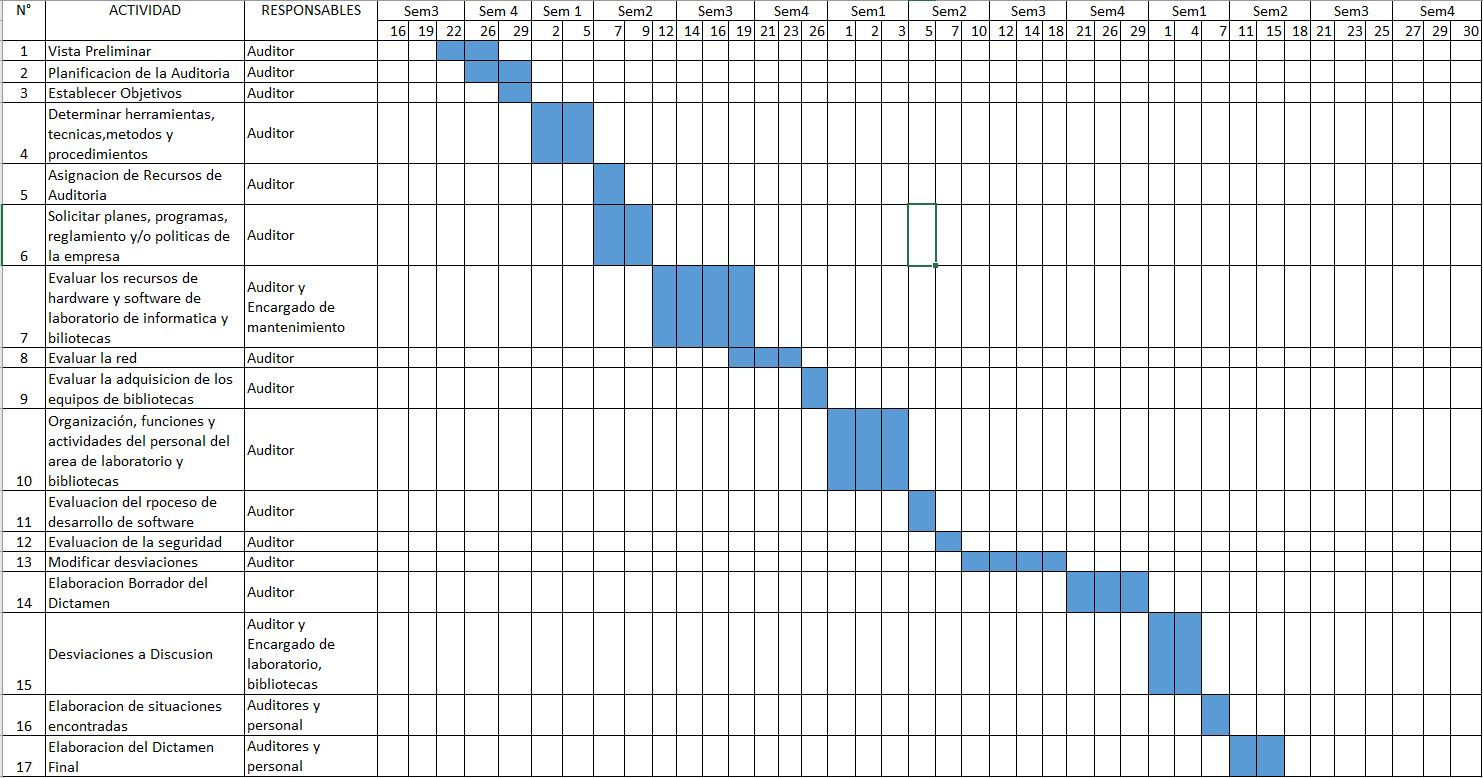 N° ACTIVIDAD RESPONSABLES Sem3 Sem 4 Sem 1 Sem2 Sem3 Sem4 Sem1 Sem2 Sem3 Sem4 Sem1 Sem2 Sem3 Sem4
16 19 22 26 29 2 5 7 9 12 14 16 19 21 23 26 1 2 3 5 7 10 12 14 18 21 26 29 1 4 7 11 15 18 21 23 25 27 29 30
1 Vista Preliminar Auditor
2 Planificacion de la Auditoria Auditor
3 Establecer Objetivos Auditor
Determinar herramientas,
tecnicas,metodos y Auditor
4 procedimientos
Asignacion de Recursos de Auditor
5 Auditoria
Solicitar planes, programas,
reglamiento y/o politicas de Auditor
6 la empresa
Evaluar los recursos de
hardware y software de Auditor y
laboratorio de informatica y Encargado de
7 biliotecas mantenimiento
8 Evaluar la red Auditor
Evaluar la adquisicion de los Auditor
9 equipos de bibliotecas
Organización, funciones y
actividades del personal del Auditor
area de laboratorio y
10 bibliotecas
Evaluacion del rpoceso de Auditor
11 desarrollo de software
12 Evaluacion de la seguridad Auditor
13 Modificar desviaciones Auditor
Elaboracion Borrador del Auditor
14 Dictamen
Auditor y
Encargado de
Desviaciones a Discusion laboratorio,
15 bibliotecas
Elaboracion de situaciones Auditores y
16 encontradas personal
Elaboracion del Dictamen Auditores y
17 Final personal